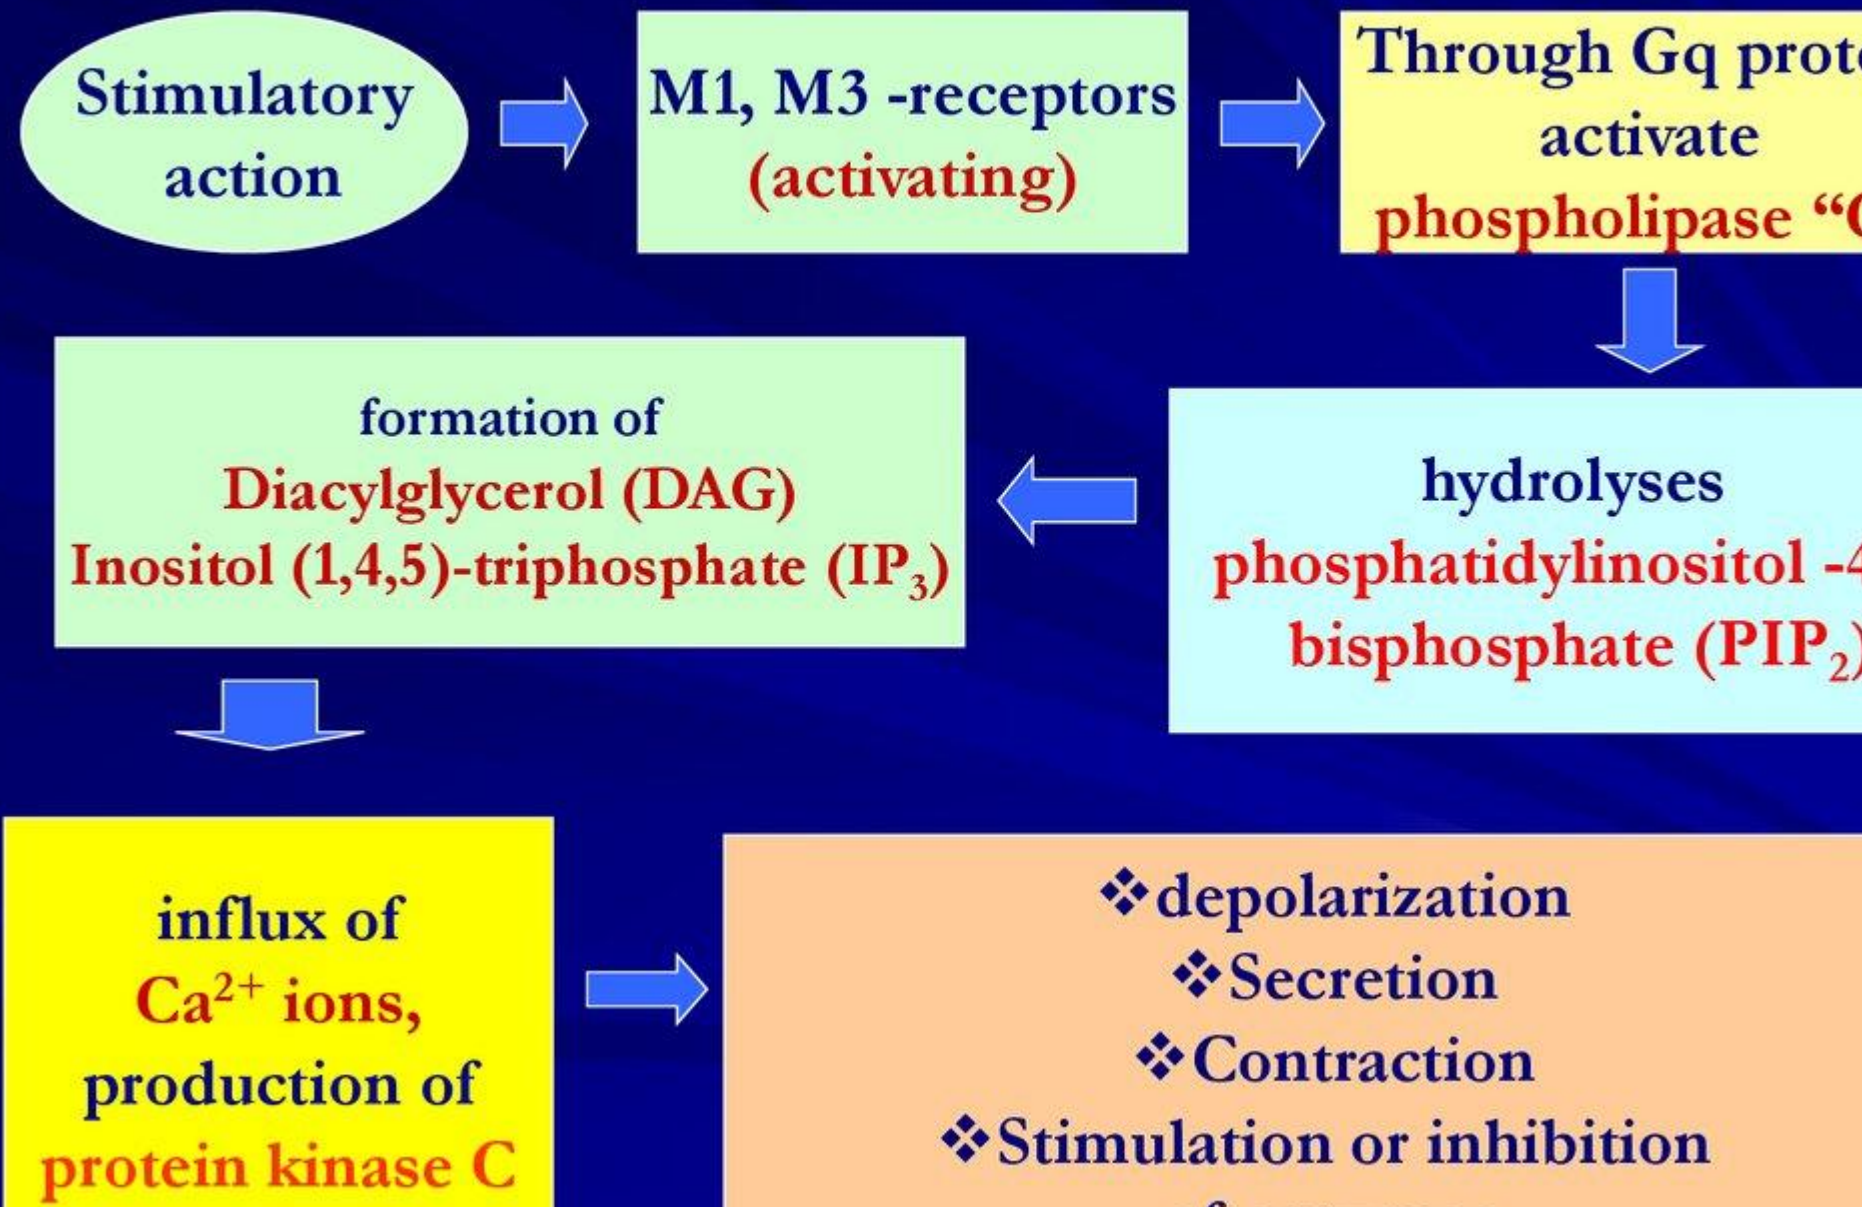 Stimulatory
action
M1, M3 -receptors
(activating)
Through Gq
activate
phospholipase
hydrolyses
phosphatidylinositol
bisphosphate (PIP₂)
formation of
Diacylglycerol (DAG)
Inositol (1,4,5)-triphosphate (IP₃)
influx of
Ca²⁺ ions,
production of
protein kinase C
❖depolarization
❖Secretion
❖Contraction
❖Stimulation or inhibition